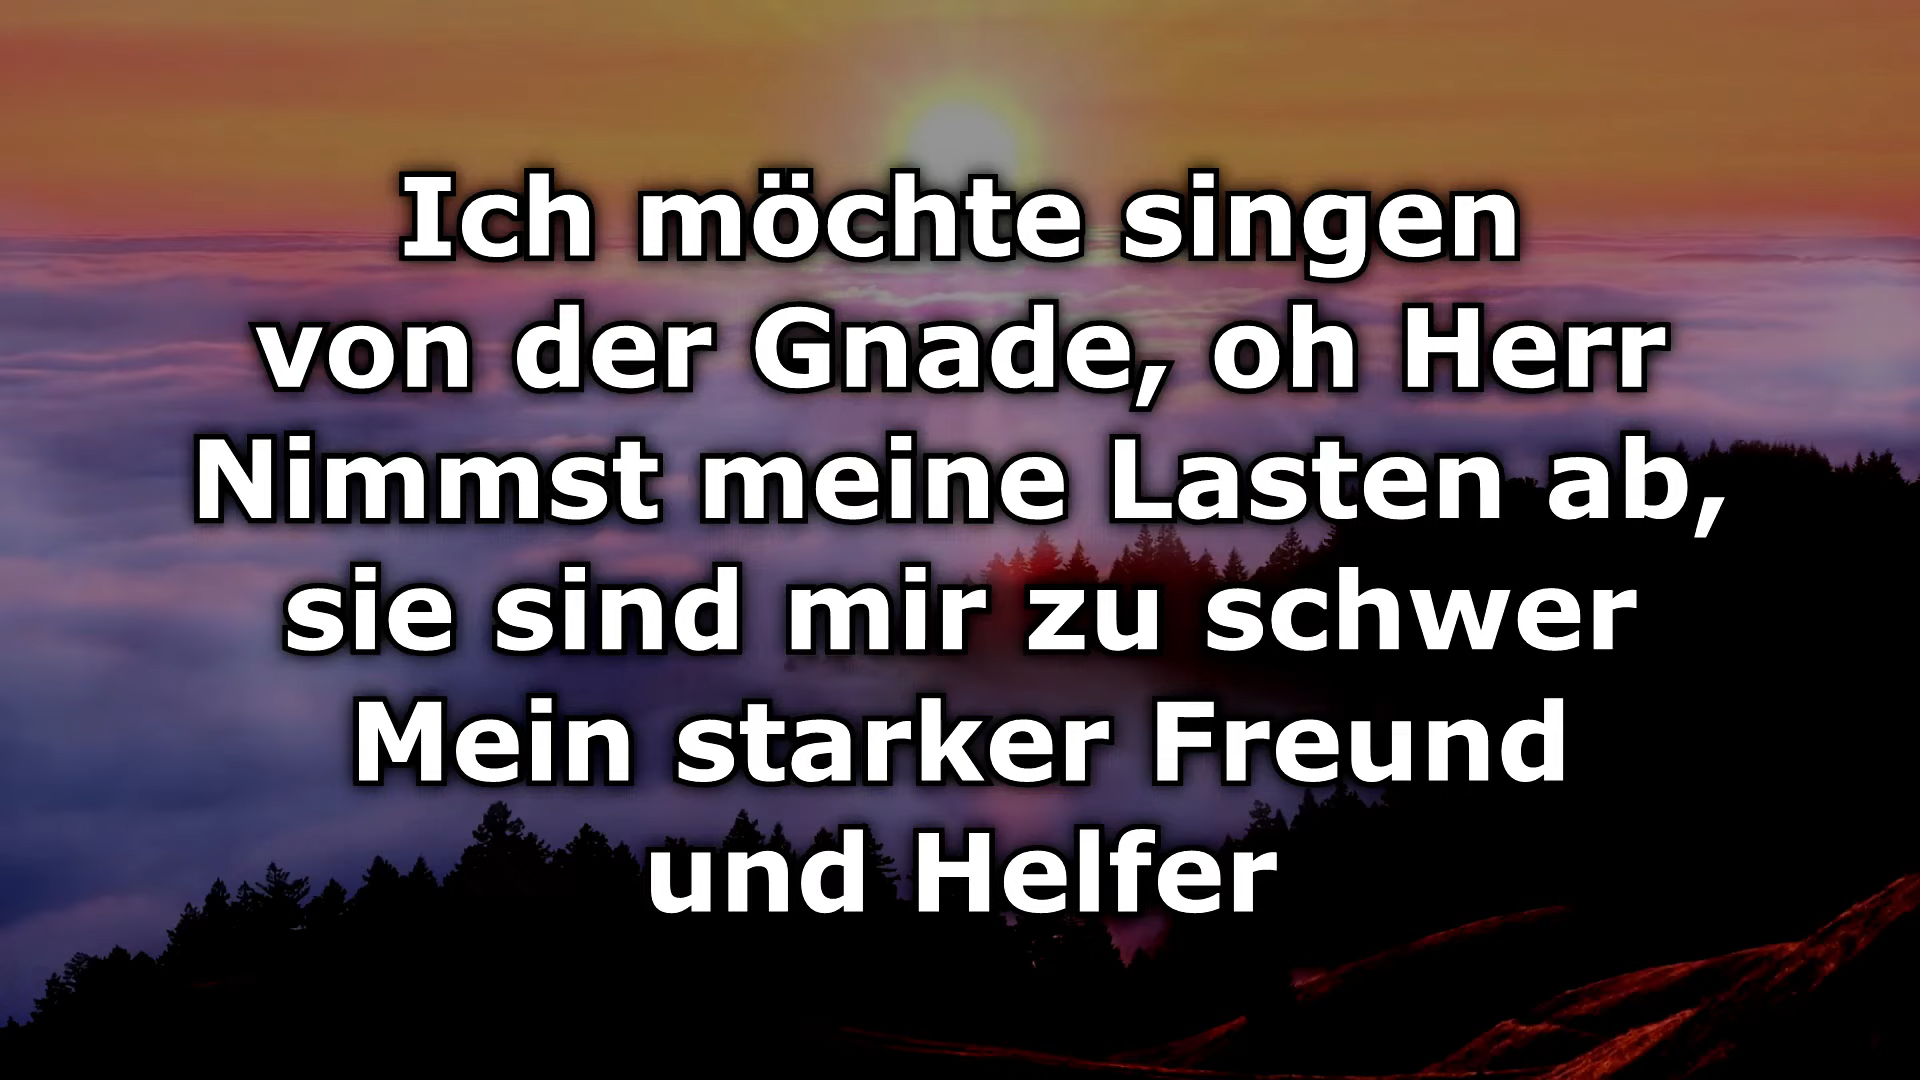 Ich möchte singen
von der Gnade, oh Herr
Nimmst meine Lasten ab,
sie sind mir zu schwer
Mein starker Freund
und Helfer